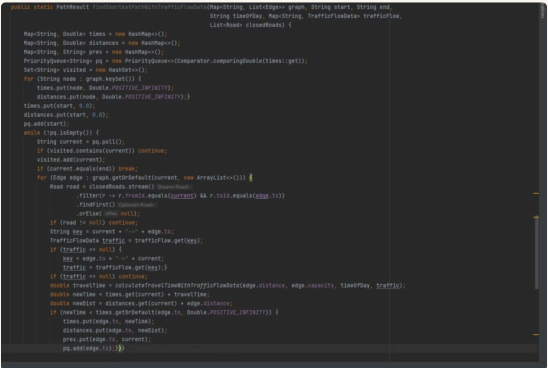 public static PathResult findShortestPathWithTrafficFlowData(Map<String, List<Edge>> graph, String start, String end,
String timeOfDay, Map<String, TrafficFlowData> trafficFlow,
List<Road> closedRoads) {
Map<String, Double> times = new HashMap<>();
Map<String, Double> distances = new HashMap<>();
Map<String, String> prev = new HashMap<>();
PriorityQueue<String> pq = new PriorityQueue<>(Comparator.comparingDouble(times::get));
Set<String> visited = new HashSet<>();
for (String node : graph.keySet()) {
times.put(node, Double.POSITIVE_INFINITY);
distances.put(node, Double.POSITIVE_INFINITY);}
times.put(start, 0.0);
distances.put(start, 0.0);
pq.add(start);
while (!pq.isEmpty()) {
String current = pq.poll();
if (visited.contains(current)) continue;
visited.add(current);
if (current.equals(end)) break;
for (Edge edge : graph.getOrDefault(current, new ArrayList<>())) {
Road road = closedRoads.stream() Stream<Road>
.filter(r -> r.fromId.equals(current) && r.toId.equals(edge.to))
.findFirst() Optional<Road>
.orElse( other: null);
if (road != null) continue;
String key = current + "->" + edge.to;
TrafficFlowData traffic = trafficFlow.get(key);
if (traffic == null) {
key = edge.to + "->" + current;
traffic = trafficFlow.get(key);}
if (traffic == null) continue;
double travelTime = calculateTravelTimeWithTrafficFlowData(edge.distance, edge.capacity, timeOfDay, traffic);
double newTime = times.get(current) + travelTime;
double newDist = distances.get(current) + edge.distance;
if (newTime < times.getOrDefault(edge.to, Double.POSITIVE_INFINITY)) {
times.put(edge.to, newTime);
distances.put(edge.to, newDist);
prev.put(edge.to, current);
pq.add(edge.to);}}}